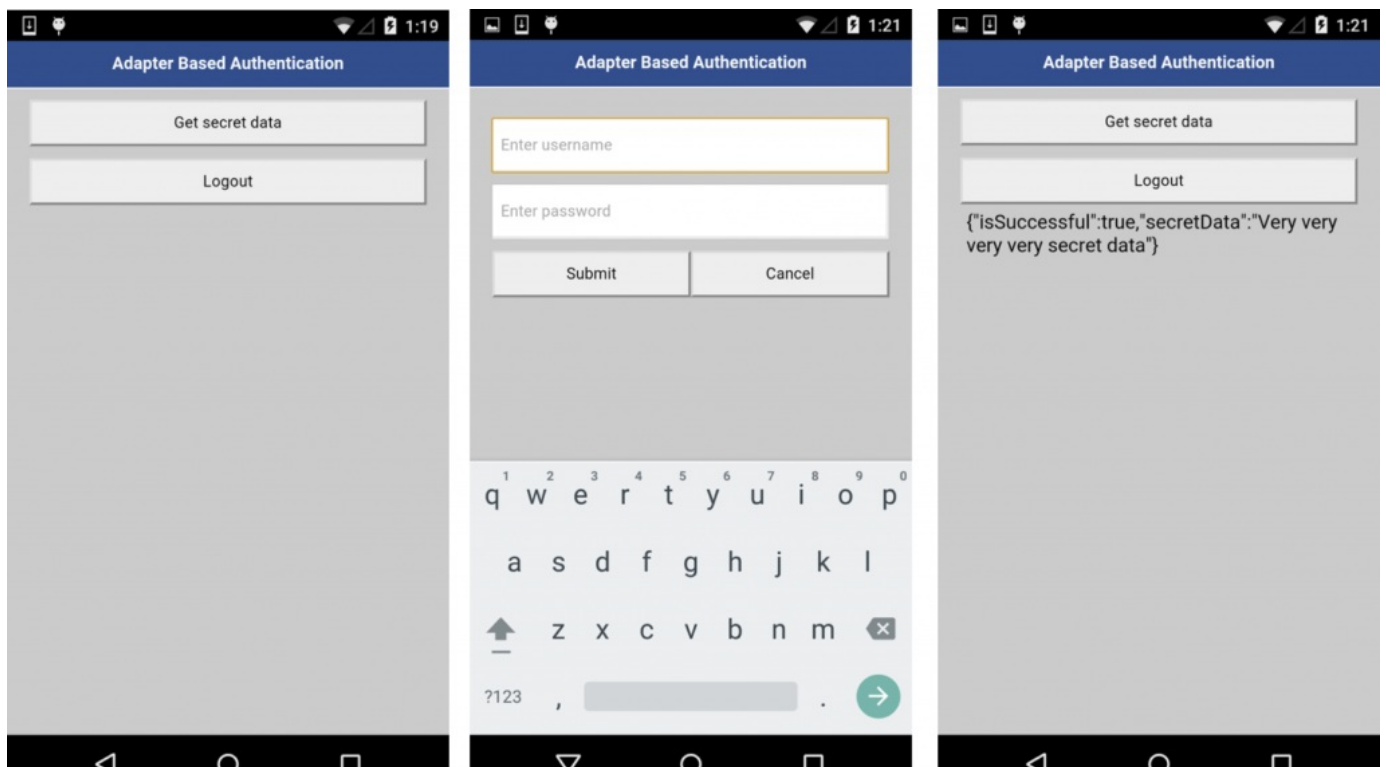 1:19
Adapter Based Authentication
Get secret data
Logout
1:21
Adapter Based Authentication
Enter username
Enter password
Submit Cancel
1 2 3 4 5 6 7 8 9 0
q w e r t y u i o p
a s d f g h j k l
z x c v b n m
?123 , .
1:21
Adapter Based Authentication
Get secret data
Logout
{"isSuccessful":true,"secretData":"Very very
very very secret data"}